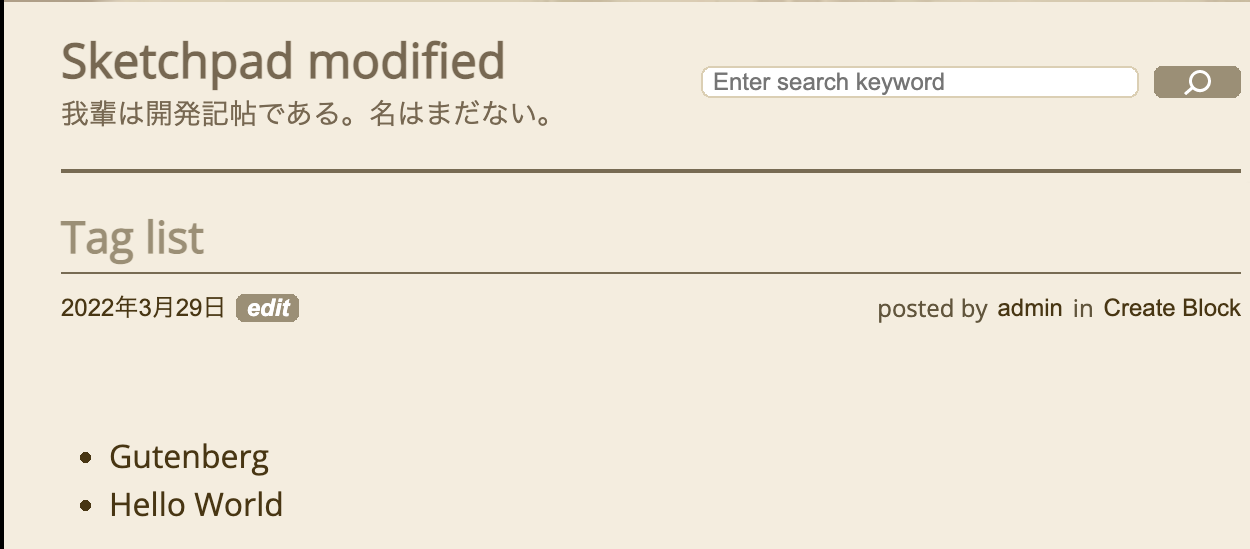 Sketchpad modified
我輩は開発記帖である。名はまだない。
Enter search keyword
Tag list
2022年3月29日 edit
posted by admin in Create Block
Gutenberg
Hello World